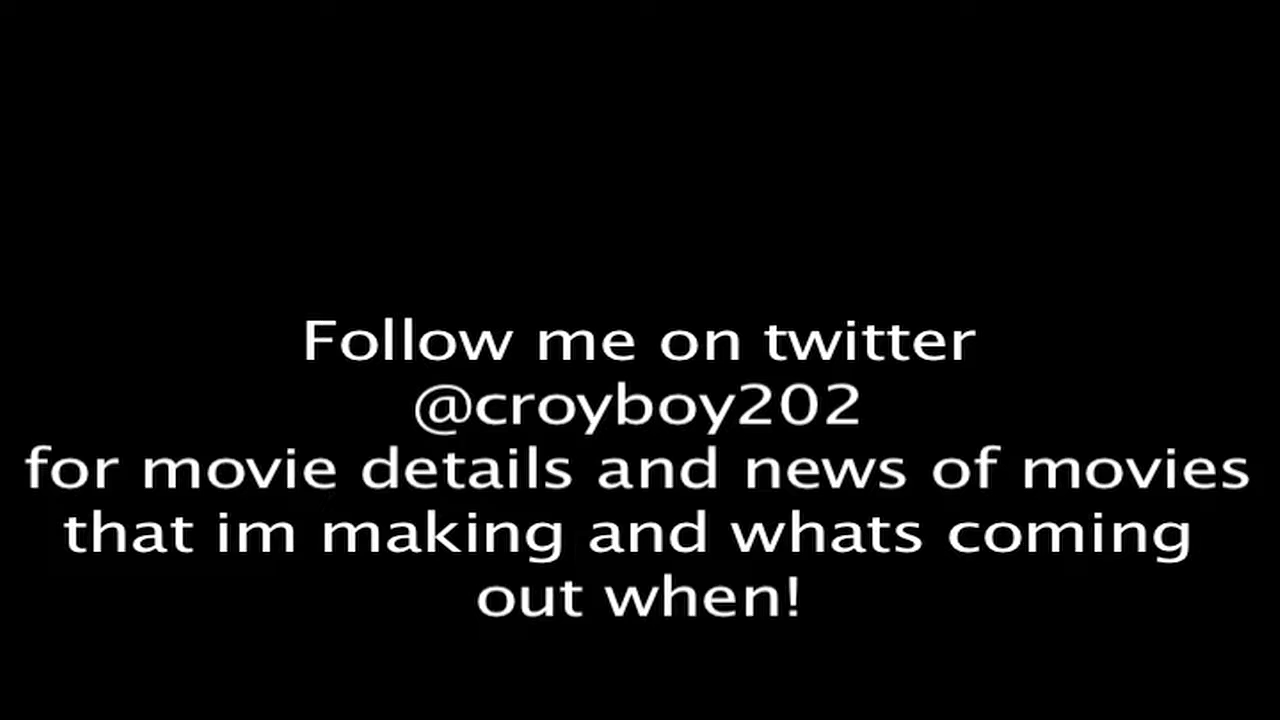 Follow me on twitter
@croyboy202
for movie details and news of movies
that im making and whats coming
out when!